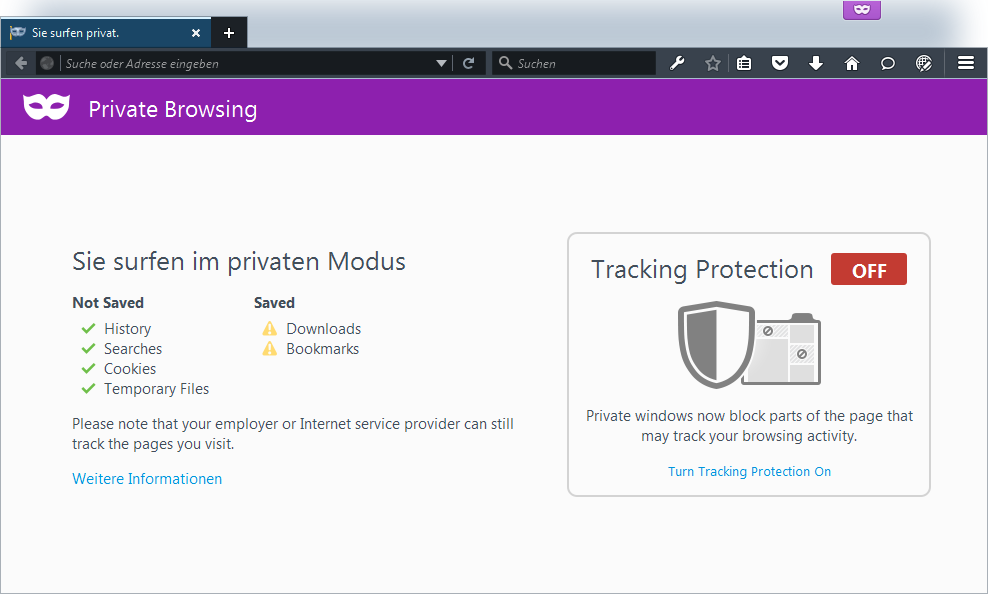 Sie surfen privat.
Suche oder Adresse eingeben
Suchen
Private Browsing
Sie surfen im privaten Modus
Not Saved
History
Searches
Cookies
Temporary Files
Saved
Downloads
Bookmarks
Please note that your employer or Internet service provider can still
track the pages you visit.
Weitere Informationen
Tracking Protection OFF
Private windows now block parts of the page that
may track your browsing activity.
Turn Tracking Protection On